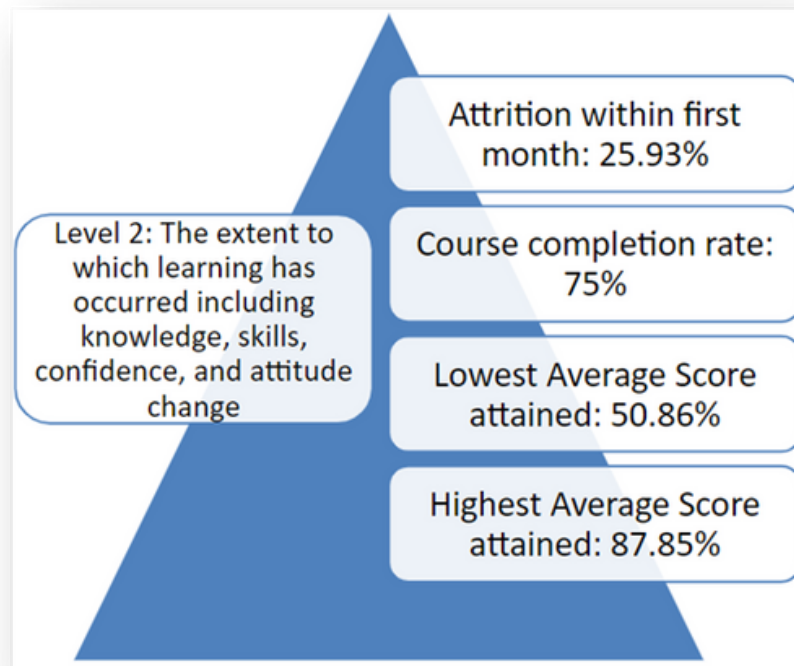 Attrition within first
month: 25.93%
Level 2: The extent to
which learning has
occurred including
knowledge, skills,
confidence, and attitude
change
Course completion rate:
75%
Lowest Average Score
attained: 50.86%
Highest Average Score
attained: 87.85%